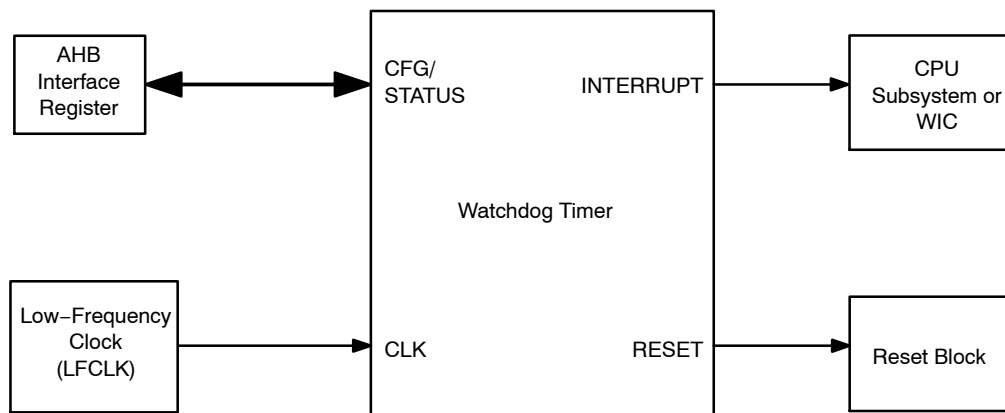 AHB
Interface
Register
CFG/
STATUS
INTERRUPT
CPU
Subsystem or
WIC
Watchdog Timer
Low−Frequency
Clock
(LFCLK)
CLK
RESET
Reset Block